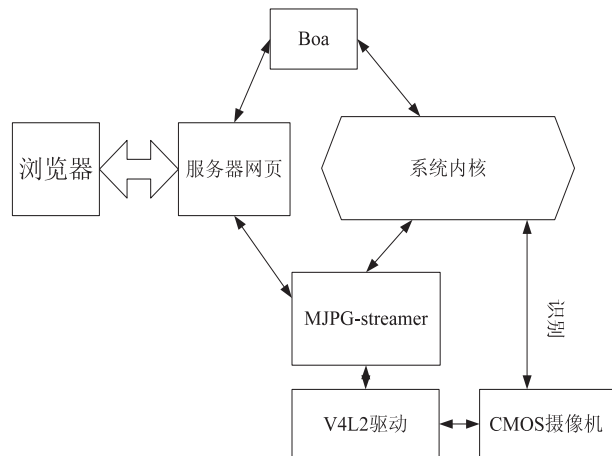 Boa
浏览器
服务器网页
系统内核
MJPG-streamer
识别
V4L2驱动
CMOS摄像机